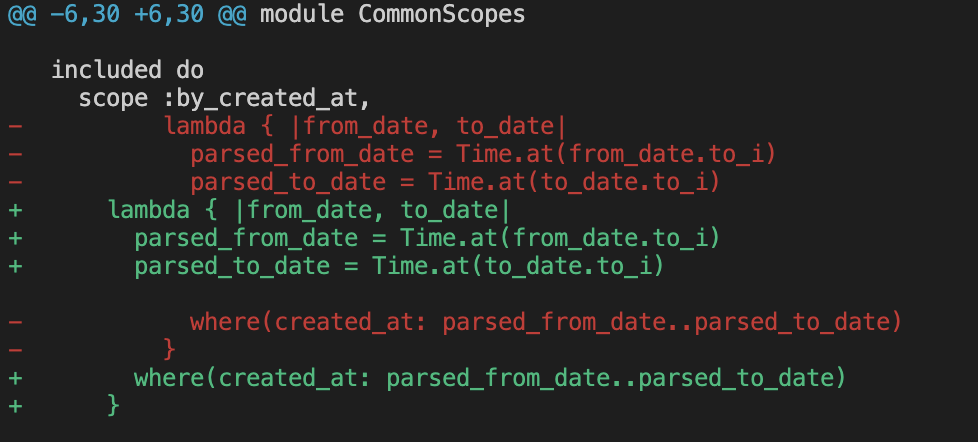 @@ -6,30 +6,30 @@ module CommonScopes
included do
scope :by_created_at,
-          lambda { |from_date, to_date|
-            parsed_from_date = Time.at(from_date.to_i)
-            parsed_to_date = Time.at(to_date.to_i)
+      lambda { |from_date, to_date|
+        parsed_from_date = Time.at(from_date.to_i)
+        parsed_to_date = Time.at(to_date.to_i)
-            where(created_at: parsed_from_date..parsed_to_date)
-          }
+        where(created_at: parsed_from_date..parsed_to_date)
+      }